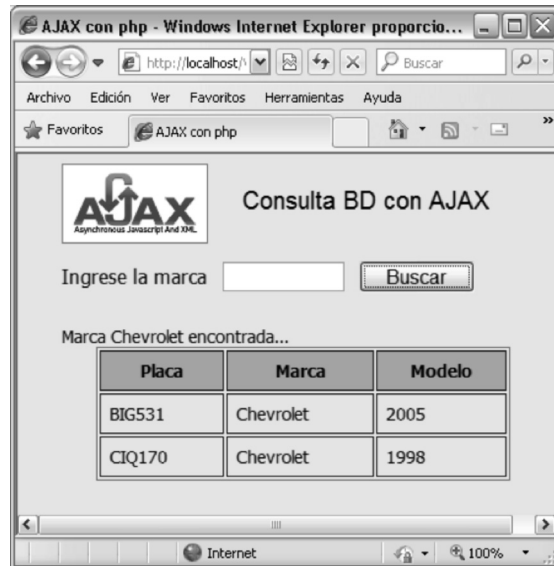 AJAX con php - Windows Internet Explorer proporcio...
http://localhost/
Buscar
Archivo Edición Ver Favoritos Herramientas Ayuda
Favoritos AJAX con php
AJAX
Asynchronous Javascript And XML
Consulta BD con AJAX
Ingrese la marca Buscar
Marca Chevrolet encontrada...
Placa Marca Modelo
BIG531 Chevrolet 2005
CIQ170 Chevrolet 1998
Internet 100%